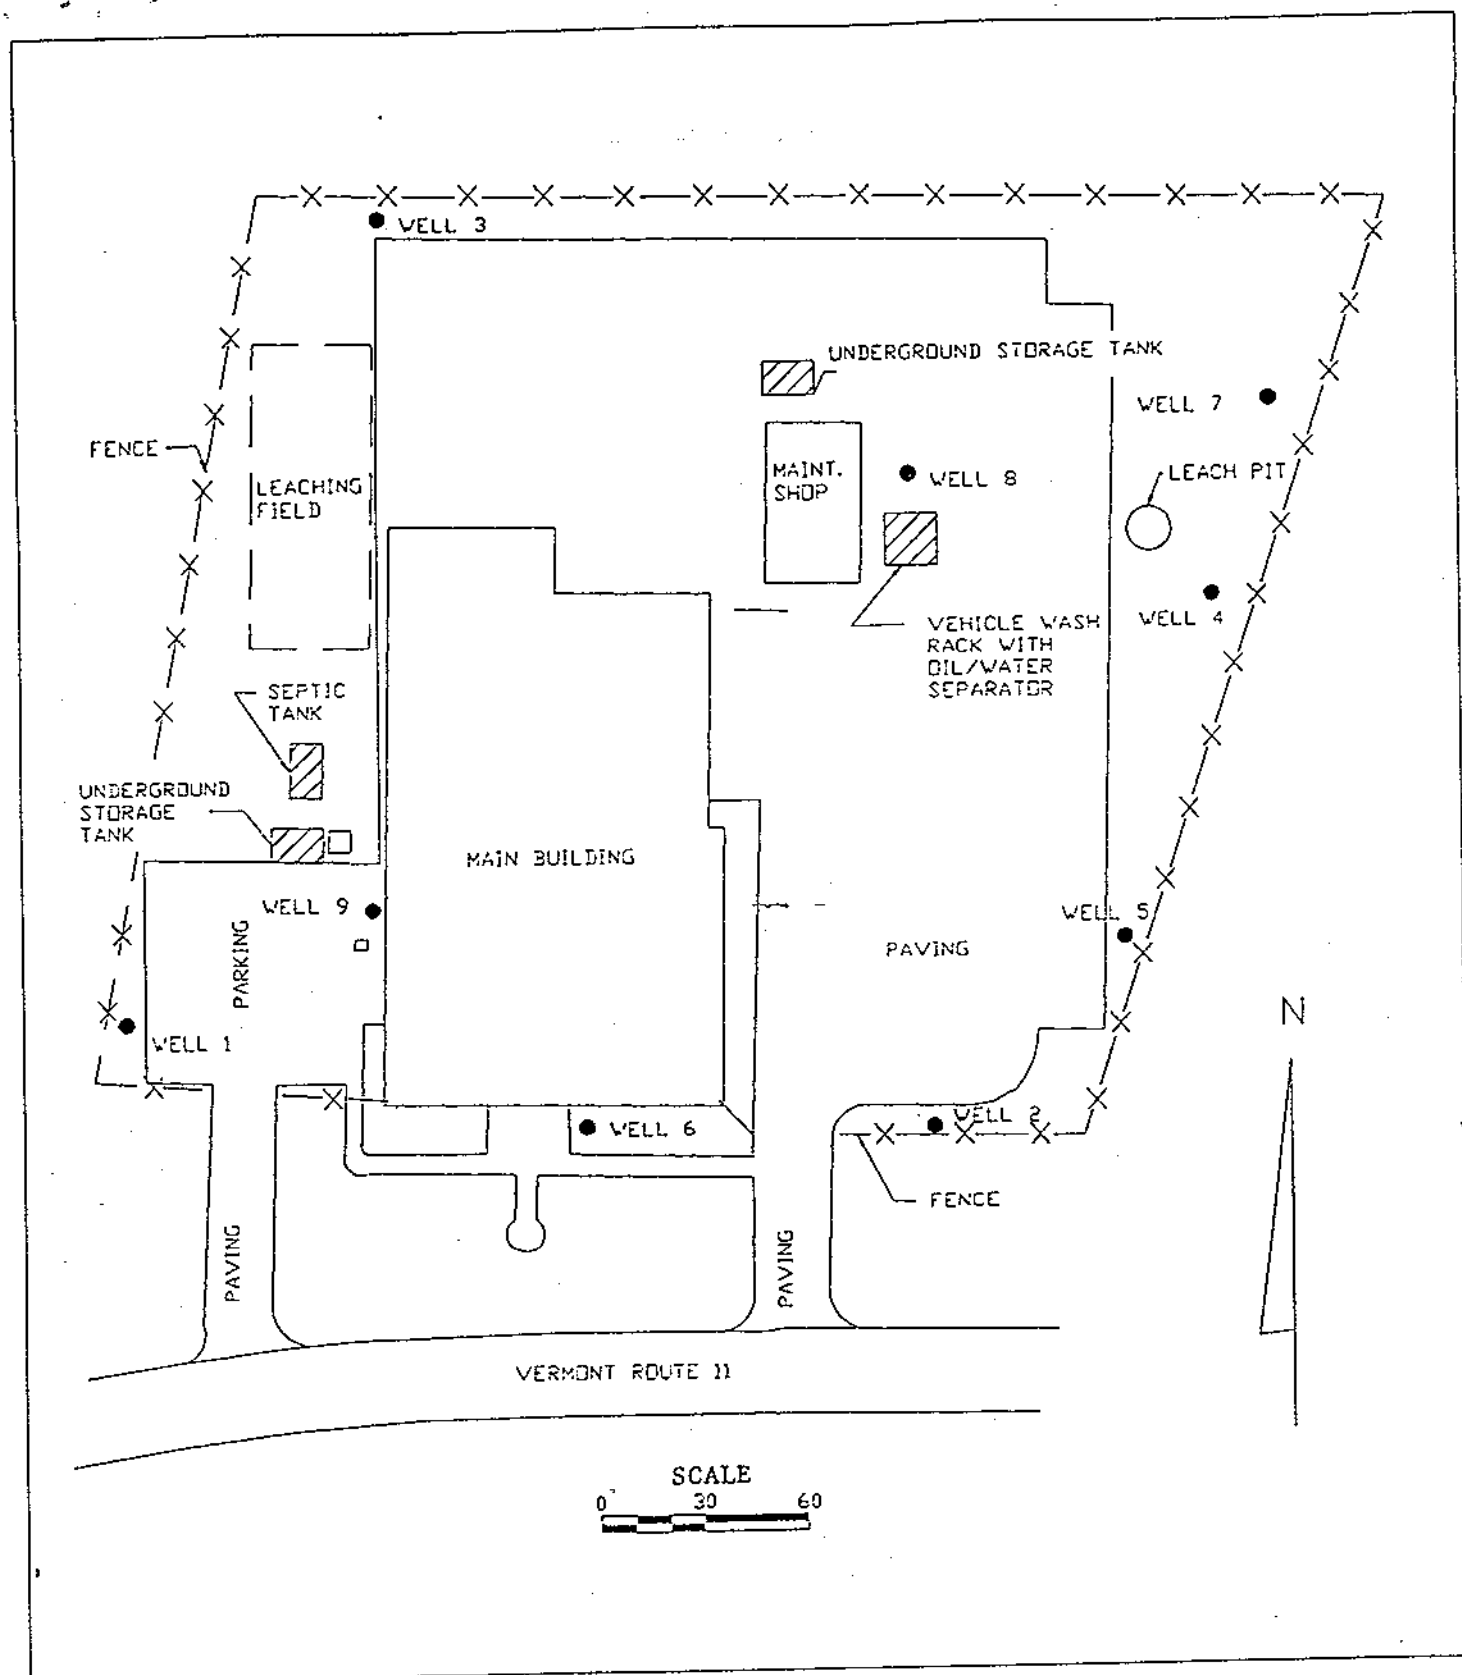 WELL 3
UNDERGROUND STORAGE TANK
WELL 7
FENCE
MAINT.
SHOP
LEACH PIT
WELL 8
LEACHING
FIELD
WELL 4
VEHICLE WASH
RACK WITH
OIL/WATER
SEPARATOR
SEPTIC
TANK
UNDERGROUND
STORAGE
TANK
MAIN BUILDING
WELL 9
WELL 5
PARKING
PAVING
N
WELL 1
WELL 2
WELL 6
FENCE
PAVING
PAVING
VERMONT ROUTE 11
SCALE
0 30 60